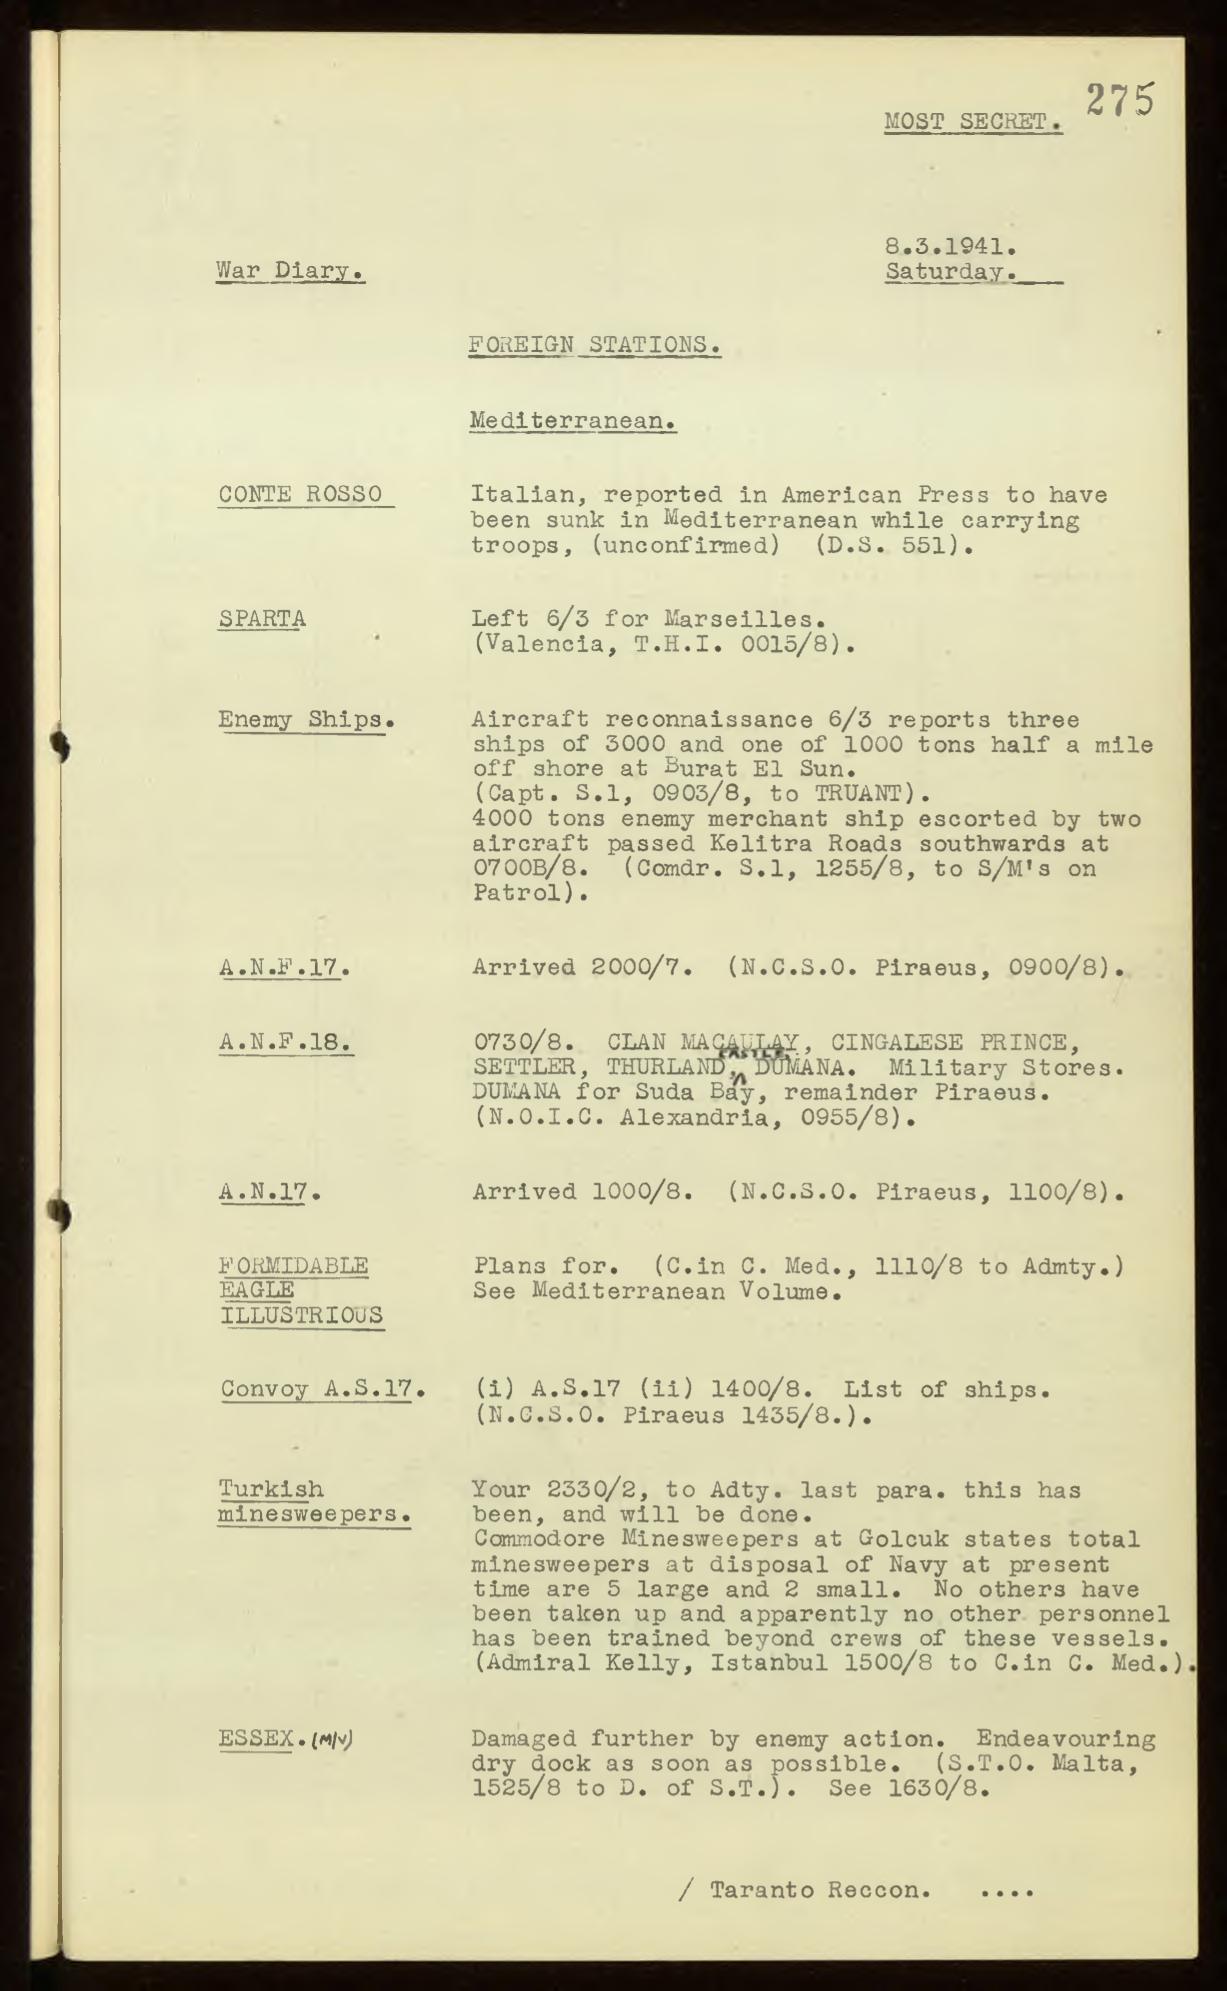 275
MOST SECRET.
8.3.1941.
War Diary.
Saturday.
FOREIGN STATIONS.
Mediterranean.
CONTE ROSSO
Italian, reported in American Press to have
been sunk in Mediterranean while carrying
troops, (unconfirmed) (D.S. 551).
SPARTA
Left 6/3 for Marseilles.
(Valencia, T.H.I. 0015/8).
Enemy Ships.
Aircraft reconnaissance 6/3 reports three
ships of 3000 and one of 1000 tons half a mile
off shore at Burat El Sun.
(Capt. S.1, 0903/8, to TRUANT).
4000 tons enemy merchant ship escorted by two
aircraft passed Kelitra Roads southwards at
0700B/8. (Comdr. S.1, 1255/8, to S/M's on
Patrol).
A.N.F.17.
Arrived 2000/7. (N.C.S.O. Piraeus, 0900/8).
A.N.F.18.
0730/8. CLAN MACAULAY, CINGALESE PRINCE,
SETTLER, THURLAND CASTLE, DUMANA. Military Stores.
DUMANA for Suda Bay, remainder Piraeus.
(N.O.I.C. Alexandria, 0955/8).
A.N.17.
Arrived 1000/8. (N.C.S.O. Piraeus, 1100/8).
FORMIDABLE
EAGLE
ILLUSTRIOUS
Plans for. (C.in C. Med., 1110/8 to Admty.)
See Mediterranean Volume.
Convoy A.S.17.
(i) A.S.17 (ii) 1400/8. List of ships.
(N.C.S.O. Piraeus 1435/8.).
Turkish
minesweepers.
Your 2330/2, to Adty. last para. this has
been, and will be done.
Commodore Minesweepers at Golcuk states total
minesweepers at disposal of Navy at present
time are 5 large and 2 small. No others have
been taken up and apparently no other personnel
has been trained beyond crews of these vessels.
(Admiral Kelly, Istanbul 1500/8 to C.in C. Med.).
ESSEX. (M/V)
Damaged further by enemy action. Endeavouring
dry dock as soon as possible. (S.T.O. Malta,
1525/8 to D. of S.T.). See 1630/8.
/ Taranto Reccon. ....